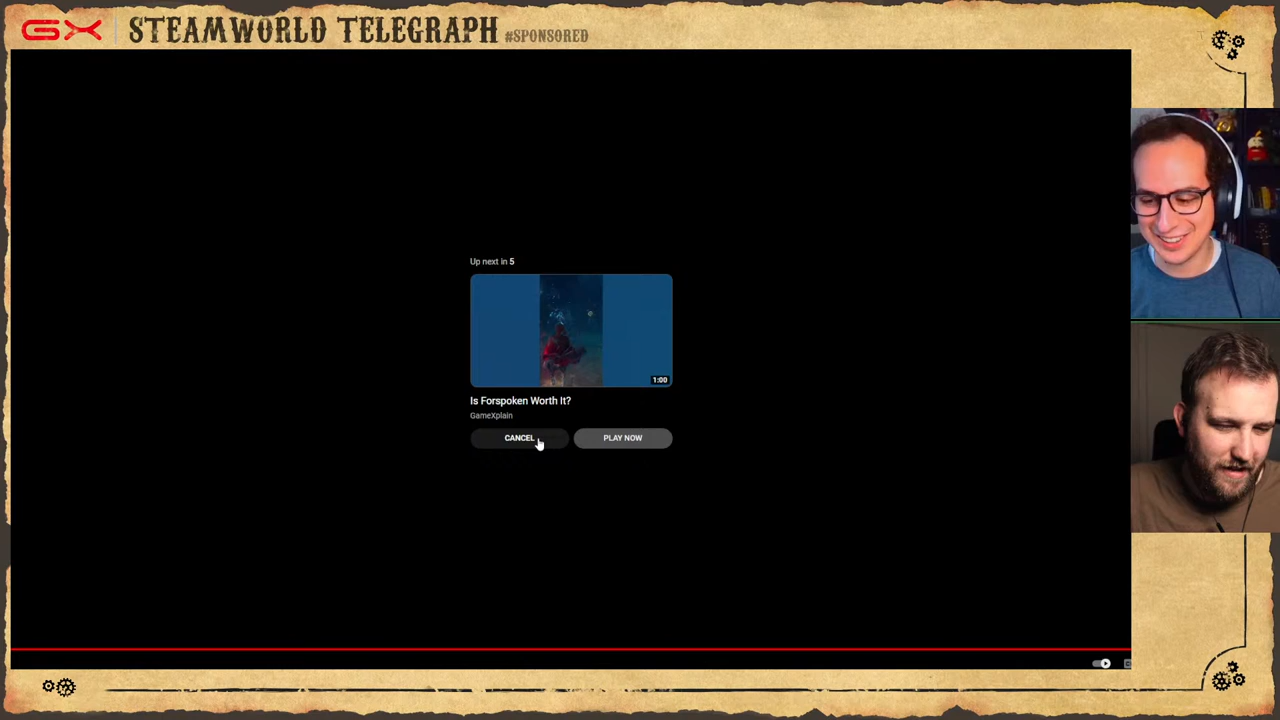 GX STEAMWORLD TELEGRAPH #SPONSORED
Up next in 5
1:00
Is Forspoken Worth It?
GameXplain
CANCEL PLAY NOW